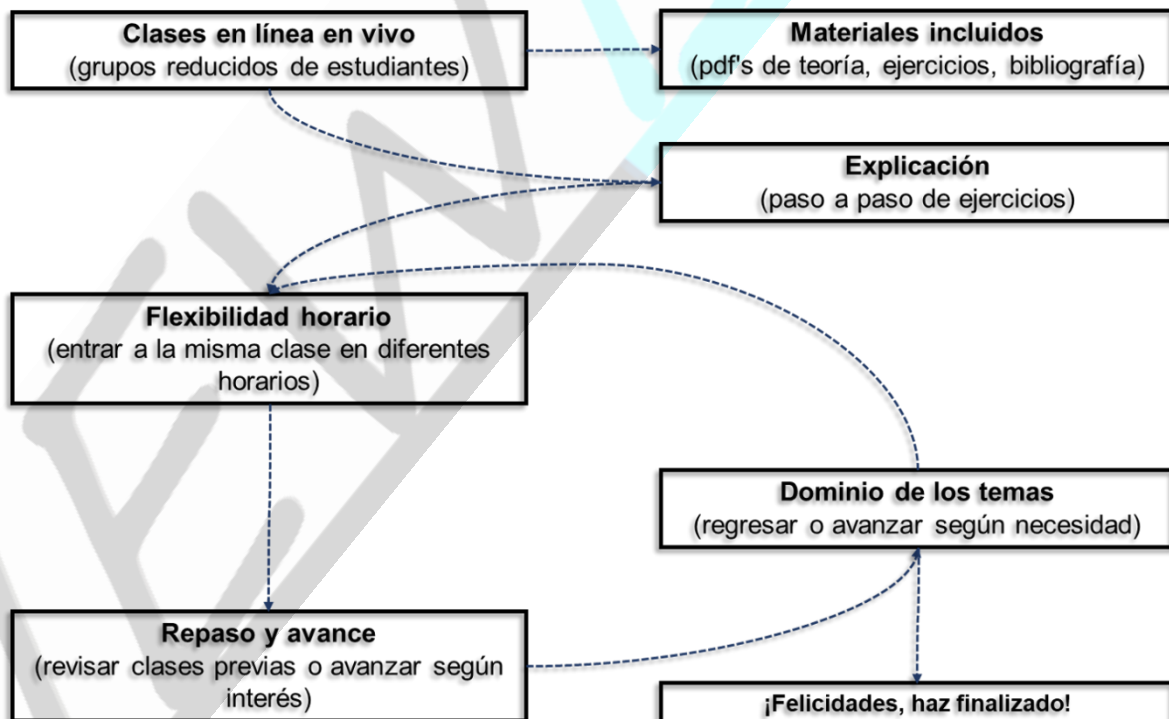 Clases en línea en vivo
(grupos reducidos de estudiantes)
Materiales incluidos
(pdf's de teoría, ejercicios, bibliografía)
Explicación
(paso a paso de ejercicios)
Flexibilidad horario
(entrar a la misma clase en diferentes
horarios)
Dominio de los temas
(regresar o avanzar según necesidad)
Repaso y avance
(revisar clases previas o avanzar según
interés)
¡Felicidades, haz finalizado!